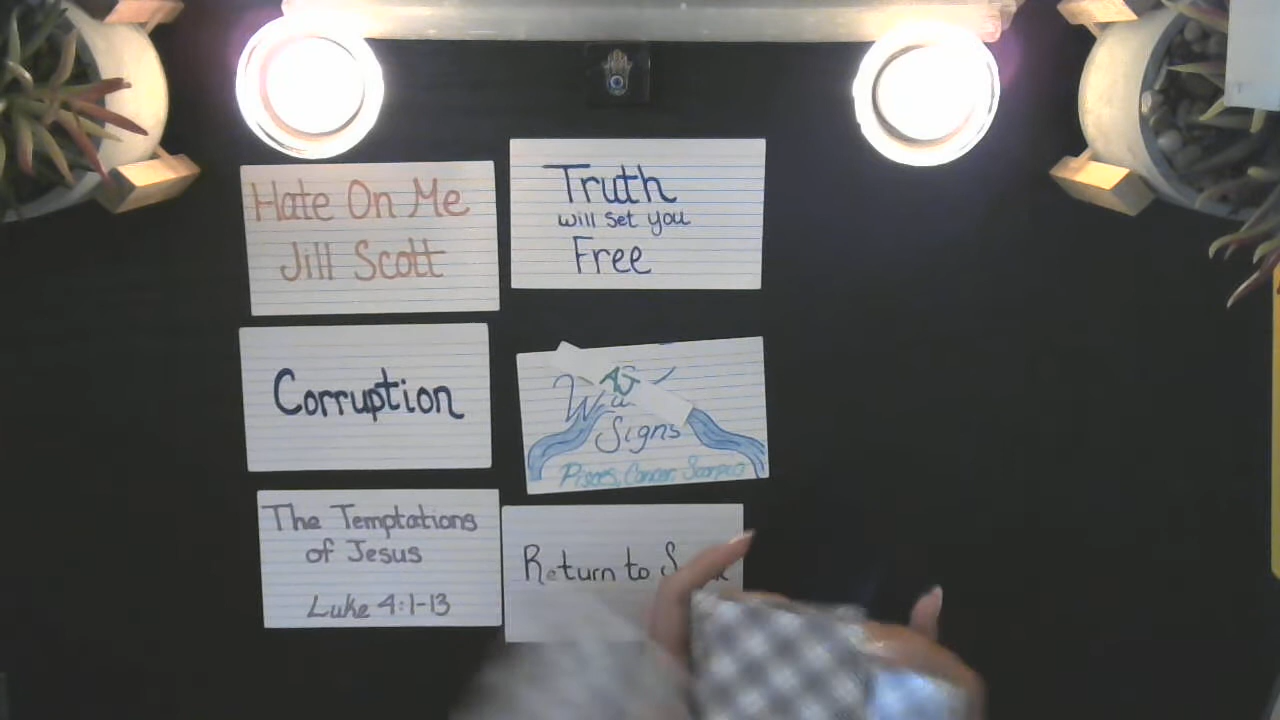 Hate On Me
Jill Scott
Truth
will set you
Free
Corruption
AS
Signs
Pisces, Cancer, Scorpio
The Temptations
of Jesus
Luke 4:1-13
Return to